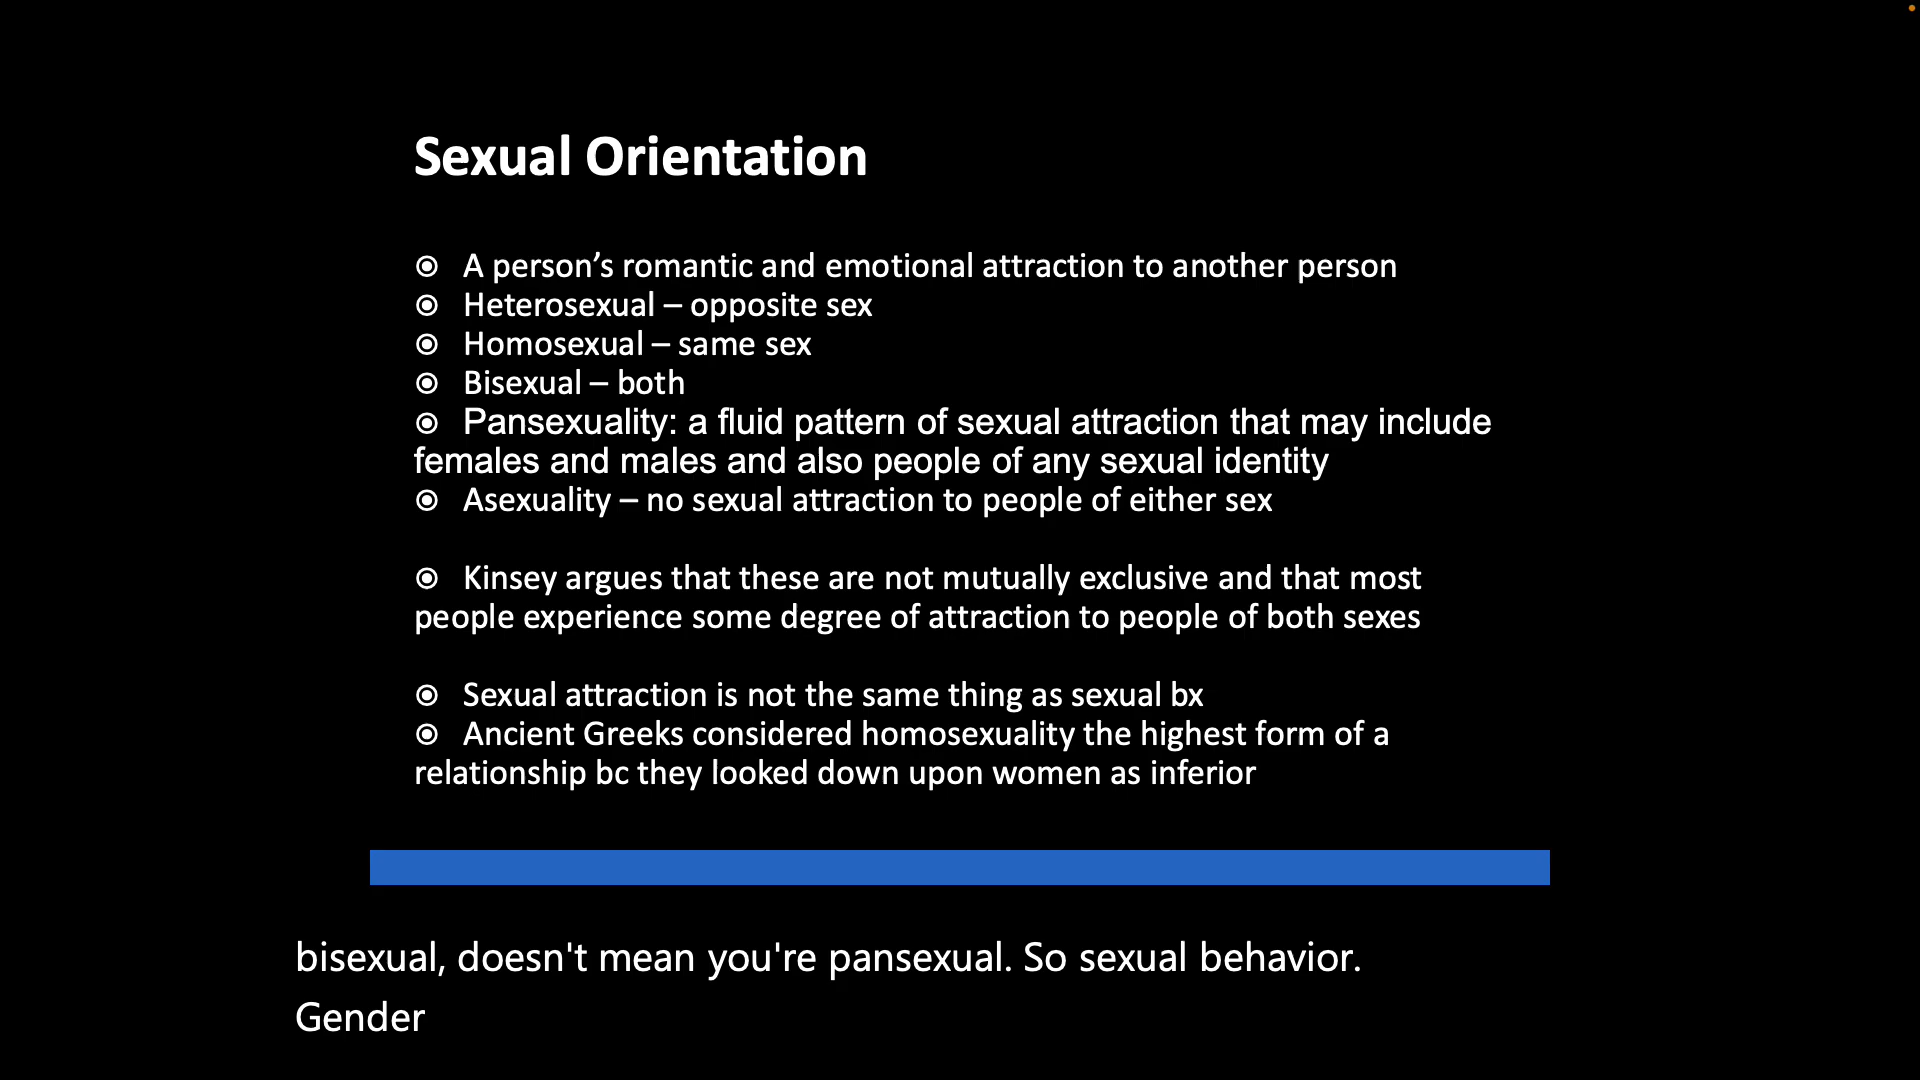 Sexual Orientation
◉ A person’s romantic and emotional attraction to another person
◉ Heterosexual – opposite sex
◉ Homosexual – same sex
◉ Bisexual – both
◉ Pansexuality: a fluid pattern of sexual attraction that may include
females and males and also people of any sexual identity
◉ Asexuality – no sexual attraction to people of either sex
◉ Kinsey argues that these are not mutually exclusive and that most
people experience some degree of attraction to people of both sexes
◉ Sexual attraction is not the same thing as sexual bx
◉ Ancient Greeks considered homosexuality the highest form of a
relationship bc they looked down upon women as inferior
bisexual, doesn't mean you're pansexual. So sexual behavior.
Gender